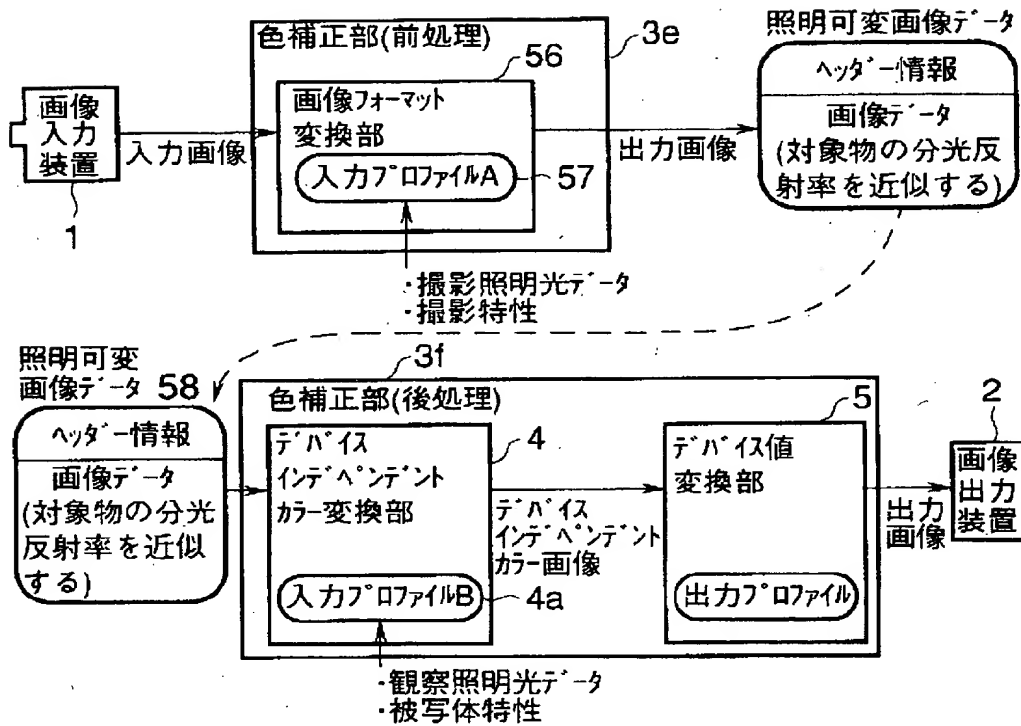 色補正部(前処理)
3e
56
画像フォーマット
変換部
入力プロファイルA
57
画像
入力
装置
1
入力画像
出力画像
照明可変画像データ
ヘッダー情報
画像データ
(対象物の分光反
射率を近似する)
・撮影照明光データ
・撮影特性
照明可変
画像データ 58
ヘッダー情報
画像データ
(対象物の分光
反射率を近似
する)
3f
色補正部(後処理)
デバイス
インデペンデント
カラー変換部
4
入力プロファイルB
4a
デバイス
インデペンデント
カラー画像
5
デバイス値
変換部
出力プロファイル
出力
画像
2
画像
出力
装置
・観察照明光データ
・被写体特性